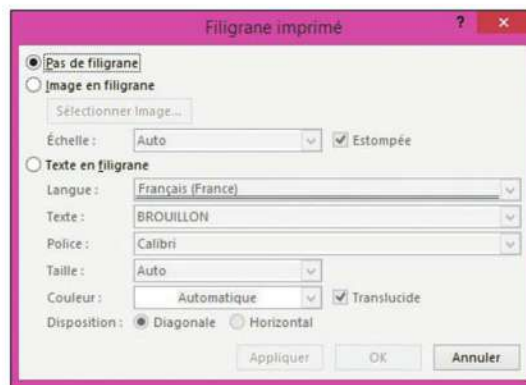 Filigrane imprimé ?
Pas de filigrane
Image en filigrane
Sélectionner Image...
Échelle : Auto Estompée
Texte en filigrane
Langue : Français (France)
Texte : BROUILLON
Police : Calibri
Taille : Auto
Couleur : Automatique Translucide
Disposition : Diagonale Horizontal
Appliquer OK Annuler